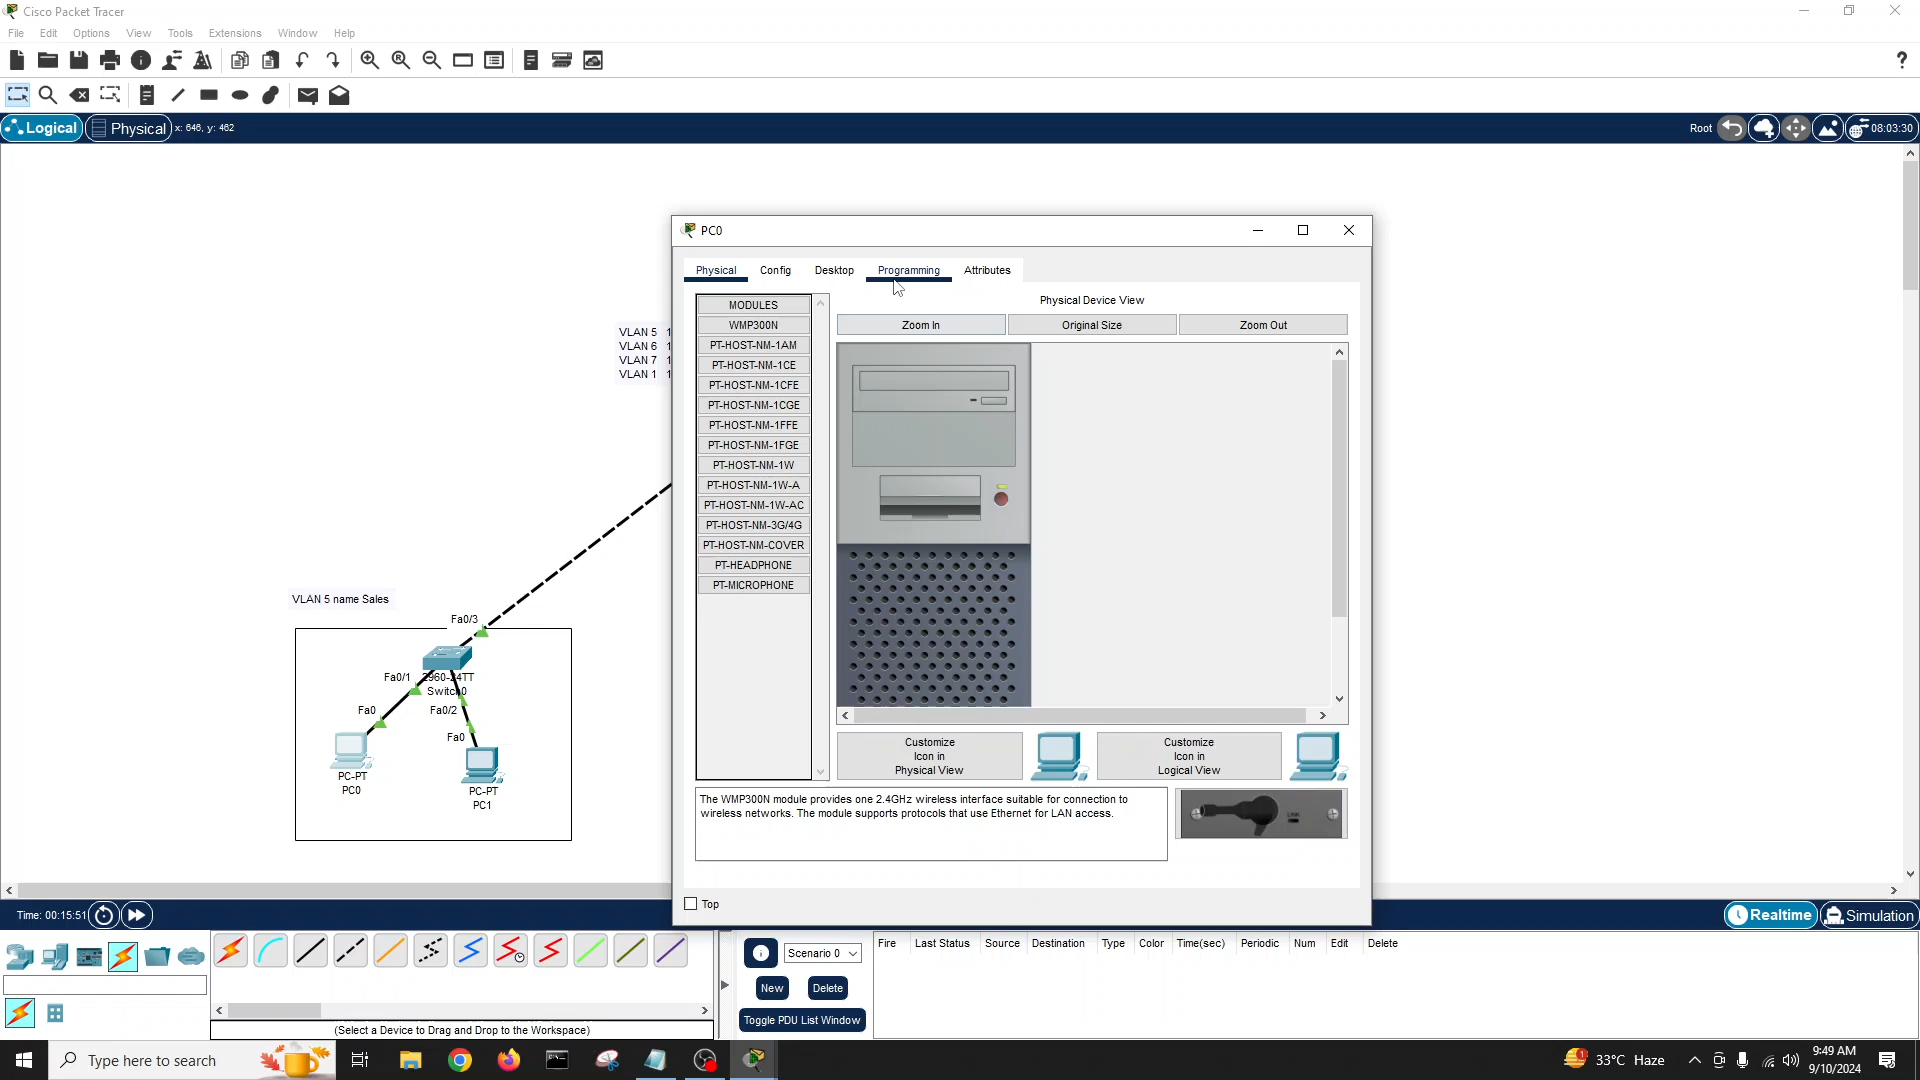 Cisco Packet Tracer
File Edit Options View Tools Extensions Window Help
?
Logical Physical x: 646, y: 462
Root 08:03:30
PC0
Physical Config Desktop Programming Attributes
MODULES
WMP300N
PT-HOST-NM-1AM
PT-HOST-NM-1CE
PT-HOST-NM-1CFE
PT-HOST-NM-1CGE
PT-HOST-NM-1FFE
PT-HOST-NM-1FGE
PT-HOST-NM-1W
PT-HOST-NM-1W-A
PT-HOST-NM-1W-AC
PT-HOST-NM-3G/4G
PT-HOST-NM-COVER
PT-HEADPHONE
PT-MICROPHONE
Physical Device View
Zoom In Original Size Zoom Out
Customize
Icon in
Physical View
Customize
Icon in
Logical View
The WMP300N module provides one 2.4GHz wireless interface suitable for connection to
wireless networks. The module supports protocols that use Ethernet for LAN access.
LINK
Top
VLAN 5 1
VLAN 6 1
VLAN 7 1
VLAN 1 1
VLAN 5 name Sales
Fa0/3
Fa0/1 2960-24TT
Switch0
Fa0 Fa0/2
Fa0
PC-PT
PC0
PC-PT
PC1
Time: 00:15:51
Realtime Simulation
Scenario 0
New Delete
Toggle PDU List Window
Fire Last Status Source Destination Type Color Time(sec) Periodic Num Edit Delete
(Select a Device to Drag and Drop to the Workspace)
Type here to search
1 33°C Haze
9:49 AM
9/10/2024